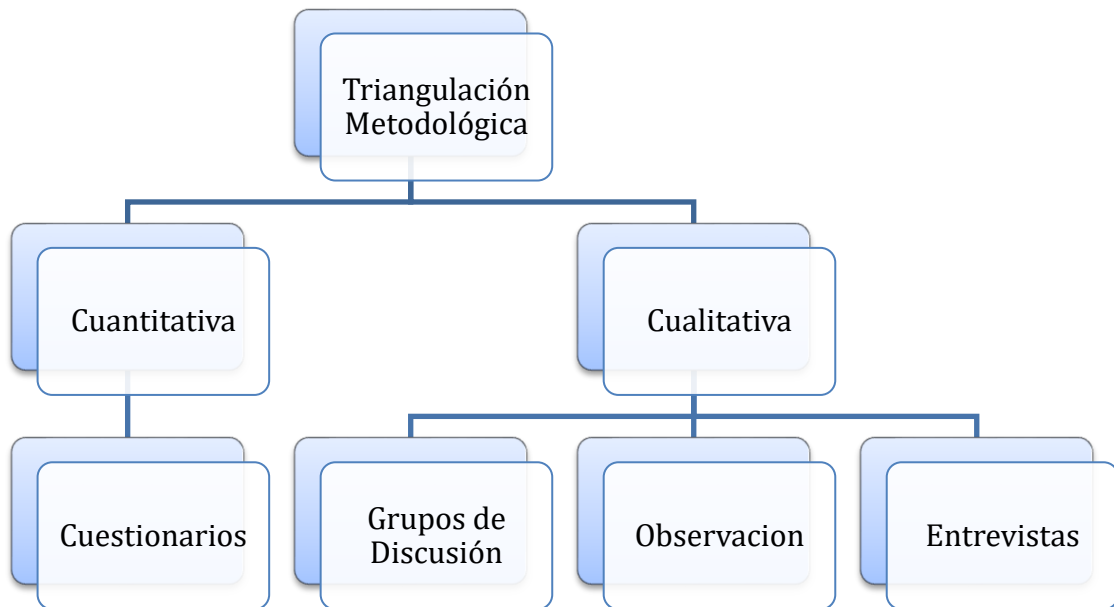 Triangulación
Metodológica
Cuantitativa
Cualitativa
Cuestionarios
Grupos de
Discusión
Observacion
Entrevistas